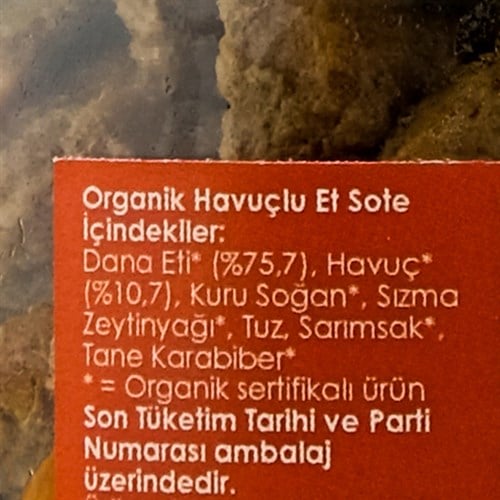 Organik Havuçlu Et Sote
İçindekiler:
Dana Eti* (%75,7), Havuç*
(%10,7), Kuru Soğan*, Sızma
Zeytinyağı*, Tuz, Sarımsak*,
Tane Karabiber*
* = Organik sertifikalı ürün
Son Tüketim Tarihi ve Parti
Numarası ambalaj
üzerindedir.